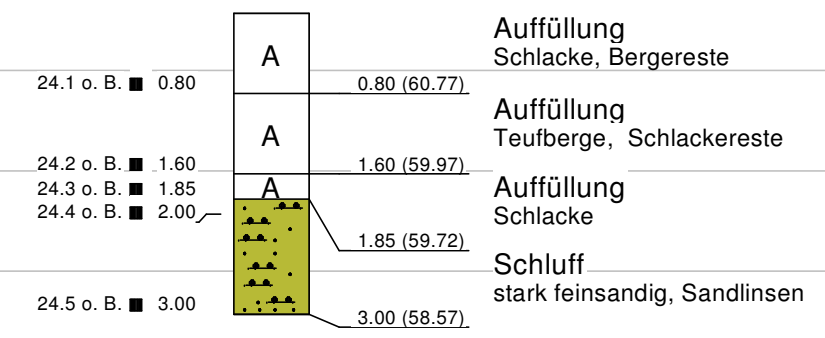 Auffüllung
A
Schlacke, Bergereste
24.1 o. B. 0.80
0.80 (60.77)
Auffüllung
A
Teufberge, Schlackereste
24.2 o. B. 1.60
1.60 (59.97)
24.3 o. B. 1.85
A
Auffüllung
24.4 o. B. 2.00
Schlacke
1.85 (59.72)
Schluff
stark feinsandig, Sandlinsen
24.5 o. B. 3.00
3.00 (58.57)